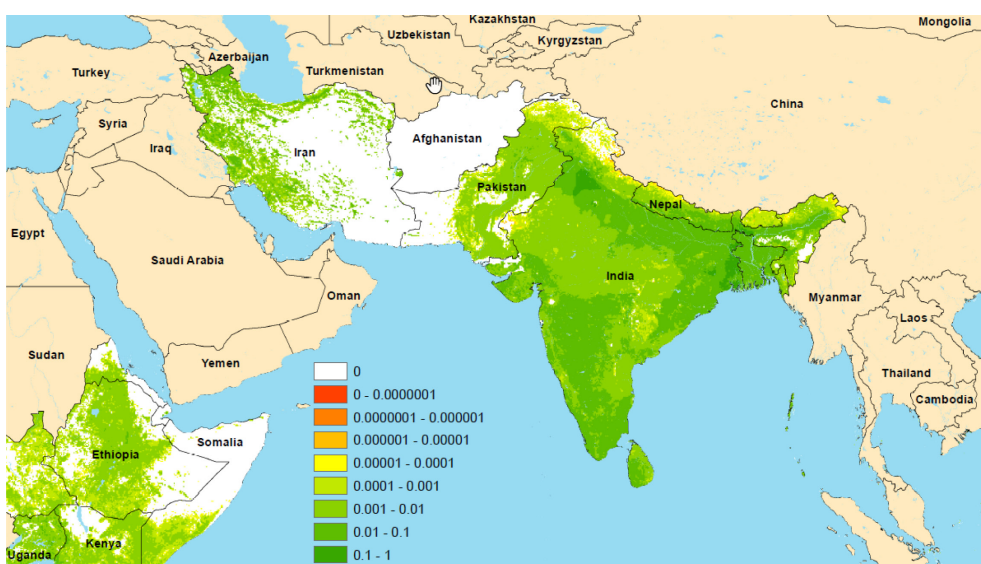 Kazakhstan
Mongolia
Uzbekistan
Kyrgyzstan
Azerbaijan
Turkey
Turkmenistan
China
Syria
Afghanistan
Iraq
Iran
Pakistan
Nepal
Egypt
Saudi Arabia
India
Oman
Myanmar
Laos
Sudan
Yemen
Thailand
Cambodia
Somalia
Ethiopia
Kenya
Uganda
0
0 - 0.0000001
0.0000001 - 0.000001
0.000001 - 0.00001
0.00001 - 0.0001
0.0001 - 0.001
0.001 - 0.01
0.01 - 0.1
0.1 - 1